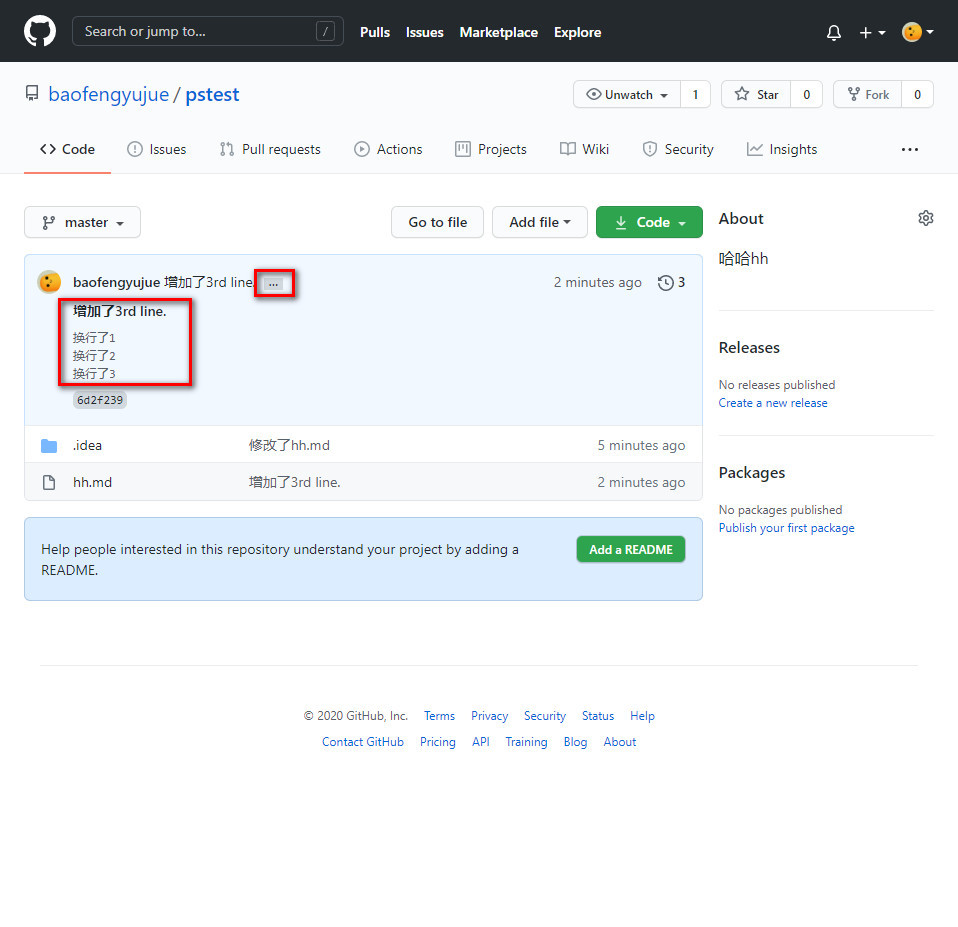 Search or jump to... /
Pulls Issues Marketplace Explore
baofengyujue / pstest
Unwatch 1 Star 0 Fork 0
Code Issues Pull requests Actions Projects Wiki Security Insights ...
master Go to file Add file Code
baofengyujue 增加了3rd line. ... 2 minutes ago 3
增加了3rd line.
换行了1
换行了2
换行了3
6d2f239
.idea 修改了hh.md 5 minutes ago
hh.md 增加了3rd line. 2 minutes ago
Help people interested in this repository understand your project by adding a
README.
Add a README
About
哈哈hh
Releases
No releases published
Create a new release
Packages
No packages published
Publish your first package
© 2020 GitHub, Inc. Terms Privacy Security Status Help
Contact GitHub Pricing API Training Blog About